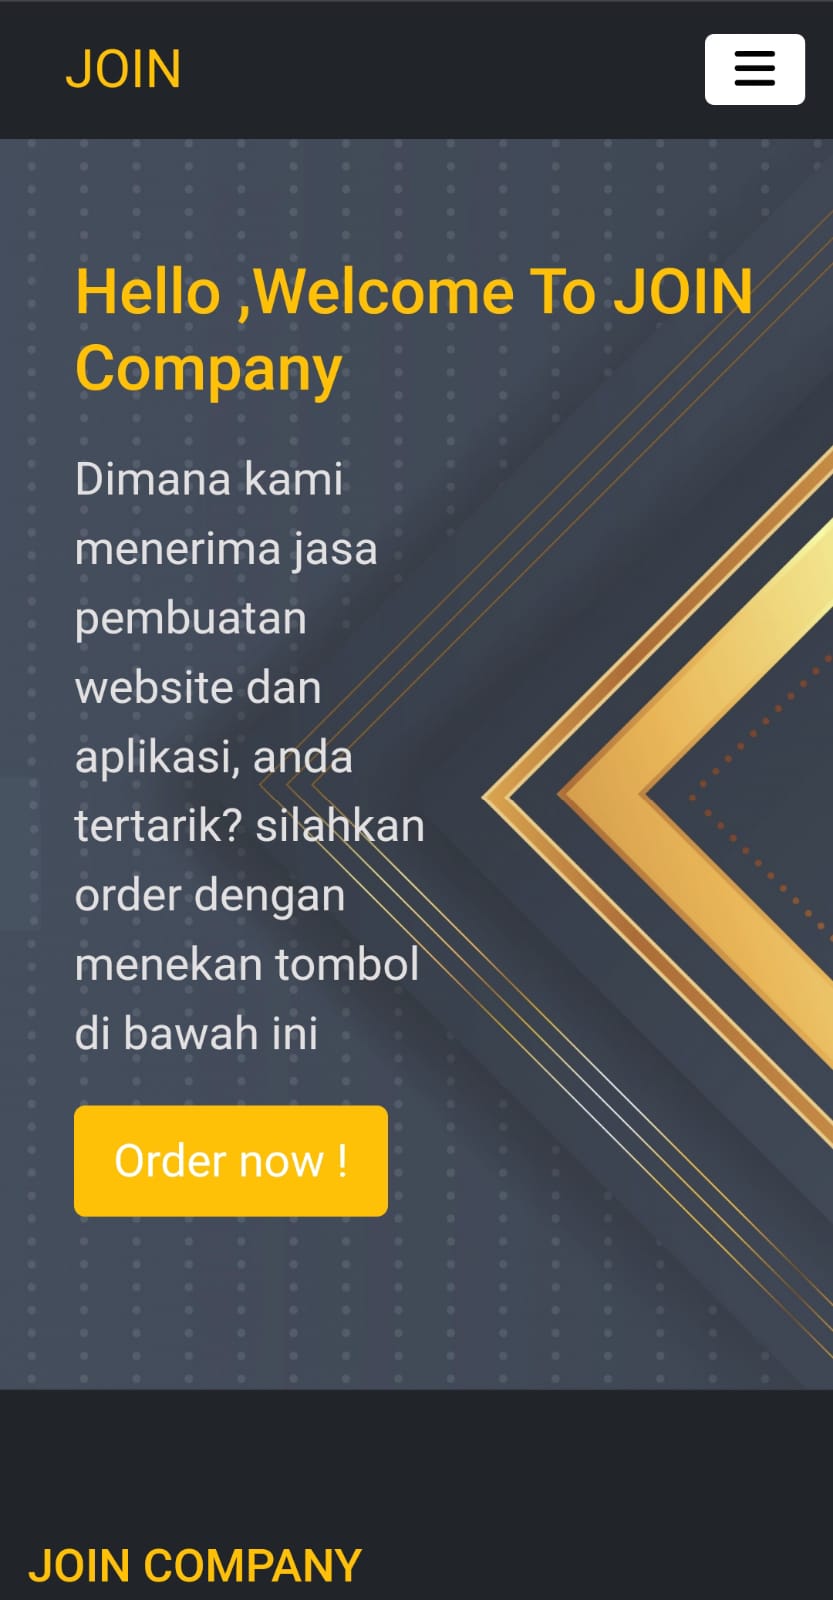 JOIN
Hello ,Welcome To JOIN
Company
Dimana kami
menerima jasa
pembuatan
website dan
aplikasi, anda
tertarik? silahkan
order dengan
menekan tombol
di bawah ini
Order now !
JOIN COMPANY